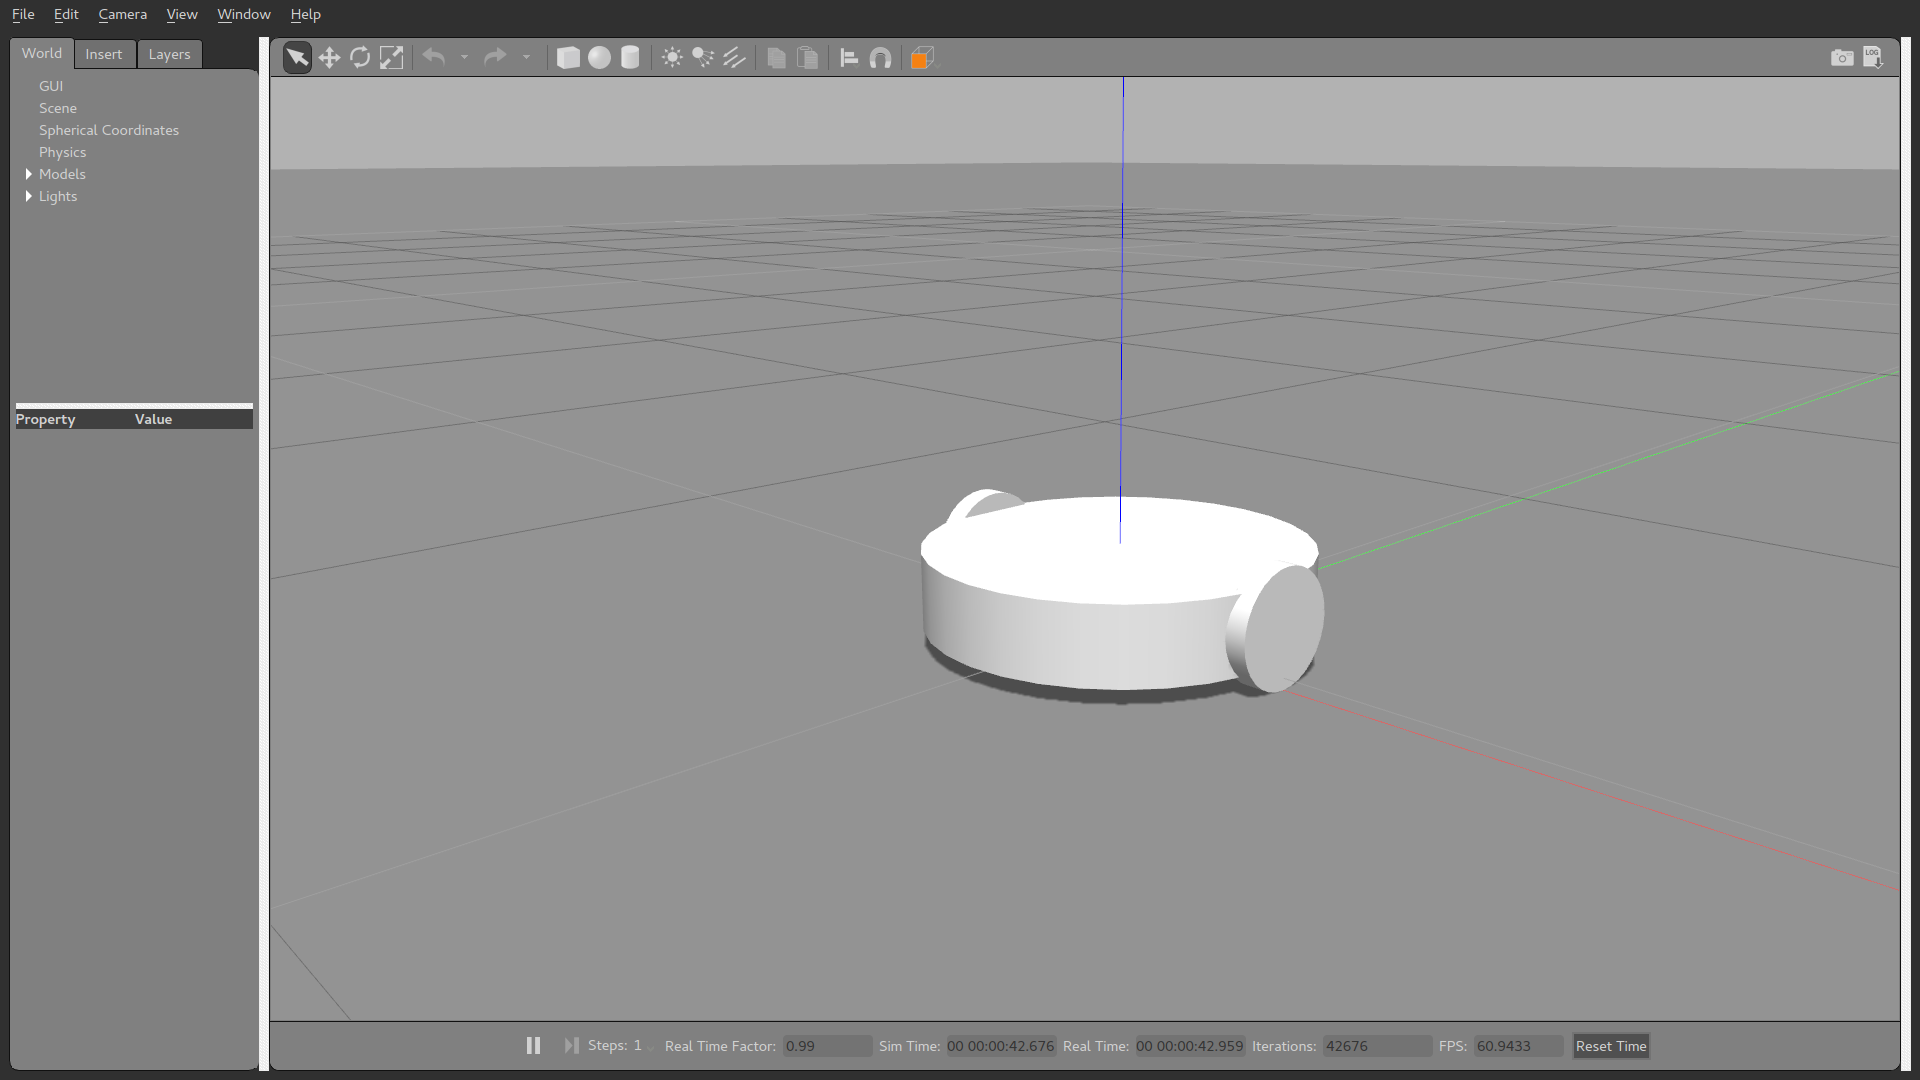 File Edit Camera View Window Help
World Insert Layers
LOG
GUI
Scene
Spherical Coordinates
Physics
Models
Lights
Property Value
Steps: 1 Real Time Factor: 0.99 Sim Time: 00 00:00:42.676 Real Time: 00 00:00:42.959 Iterations: 42676 FPS: 60.9433 Reset Time